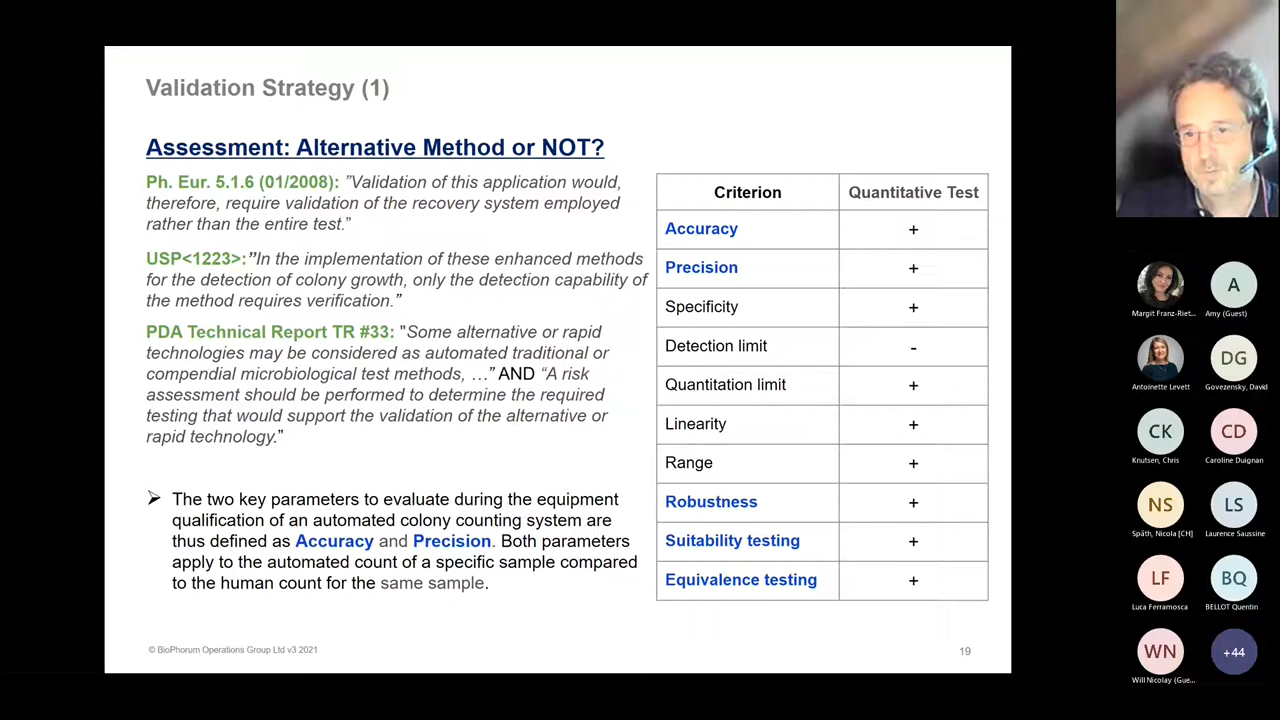 Validation Strategy (1)
Assessment: Alternative Method or NOT?
Ph. Eur. 5.1.6 (01/2008): "Validation of this application would,
therefore, require validation of the recovery system employed
rather than the entire test."
USP<1223>:"In the implementation of these enhanced methods
for the detection of colony growth, only the detection capability of
the method requires verification."
PDA Technical Report TR #33: "Some alternative or rapid
technologies may be considered as automated traditional or
compendial microbiological test methods, …" AND "A risk
assessment should be performed to determine the required
testing that would support the validation of the alternative or
rapid technology."
➢ The two key parameters to evaluate during the equipment
qualification of an automated colony counting system are
thus defined as Accuracy and Precision. Both parameters
apply to the automated count of a specific sample compared
to the human count for the same sample.
Criterion Quantitative Test
Accuracy +
Precision +
Specificity +
Detection limit -
Quantitation limit +
Linearity +
Range +
Robustness +
Suitability testing +
Equivalence testing +
© BioPhorum Operations Group Ltd v3 2021
19
A
Margit Franz-Riet... Amy (Guest)
DG
Antoinette Levett Govezensky, David
CK CD
Knutsen, Chris Caroline Duignan
NS LS
Späth, Nicola [CH] Laurence Saussine
LF BQ
Luca Ferramosca BELLOT Quentin
WN +44
Will Nicolay (Gue...